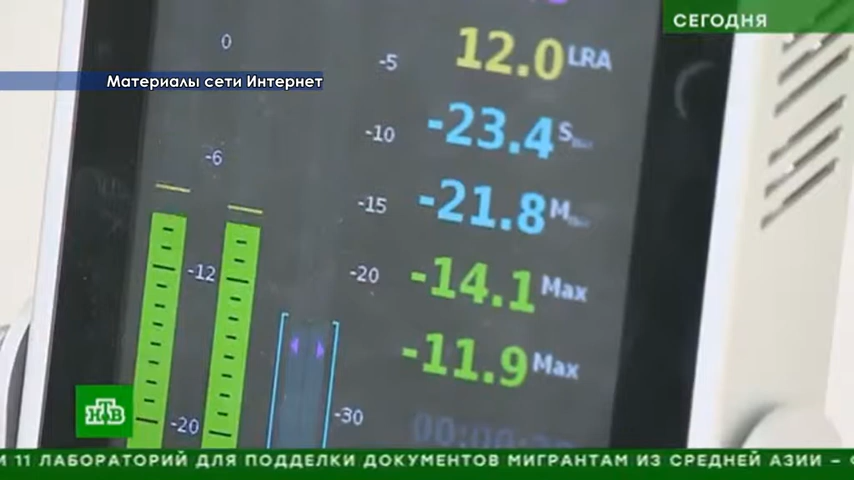 СЕГОДНЯ
Материалы сети Интернет
0
-5
12.0 LRA
-10
-23.4 S
-6
-15
-21.8 M
-12
-20
-14.1 Max
-11.9 Max
-20
-30
НТВ
И 11 ЛАБОРАТОРИЙ ДЛЯ ПОДДЕЛКИ ДОКУМЕНТОВ МИГРАНТАМ ИЗ СРЕДНЕЙ АЗИИ –